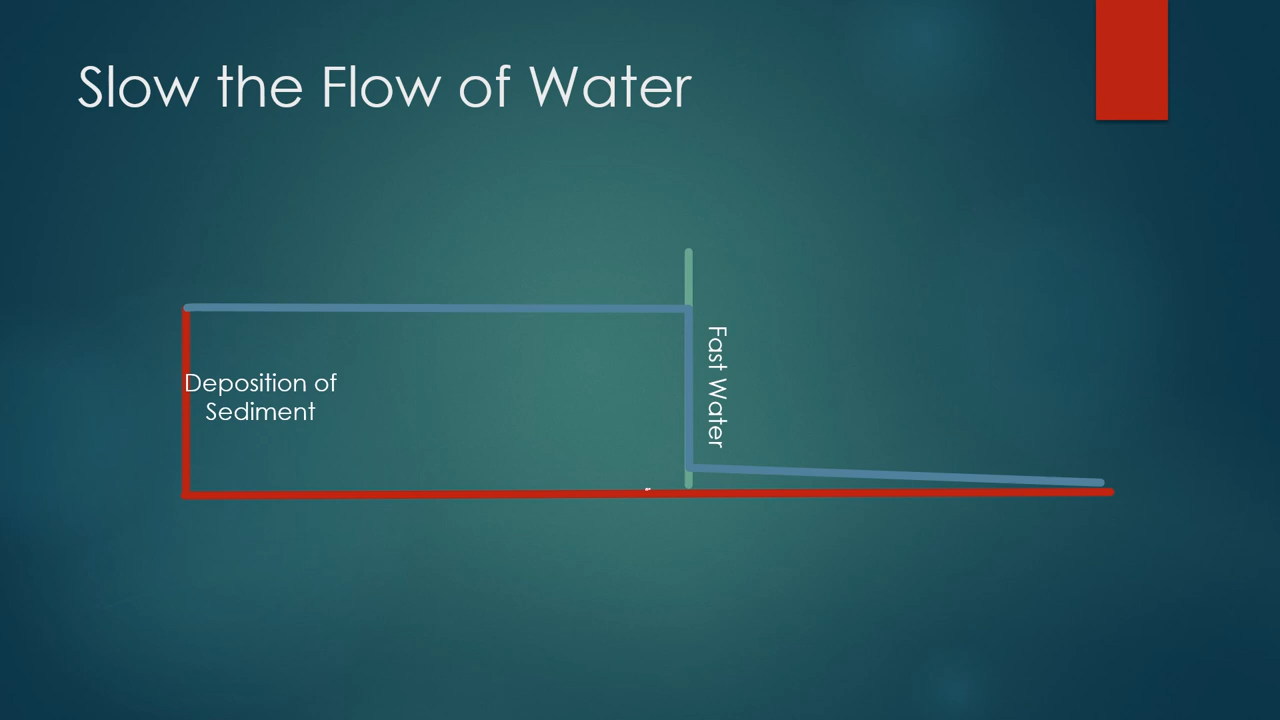 Slow the Flow of Water
Deposition of
Sediment
Fast Water